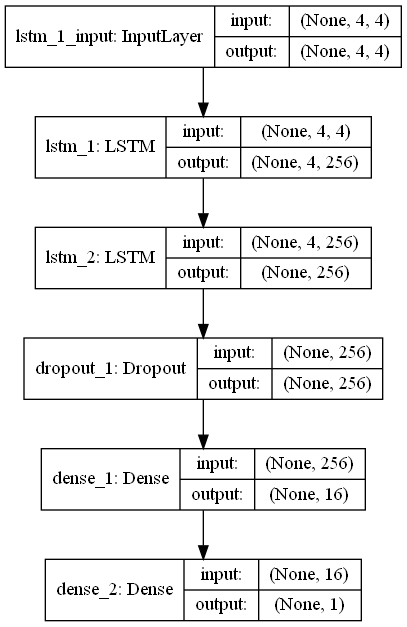 lstm_1_input: InputLayer input: (None, 4, 4)
output: (None, 4, 4)
lstm_1: LSTM input: (None, 4, 4)
output: (None, 4, 256)
lstm_2: LSTM input: (None, 4, 256)
output: (None, 256)
dropout_1: Dropout input: (None, 256)
output: (None, 256)
dense_1: Dense input: (None, 256)
output: (None, 16)
dense_2: Dense input: (None, 16)
output: (None, 1)